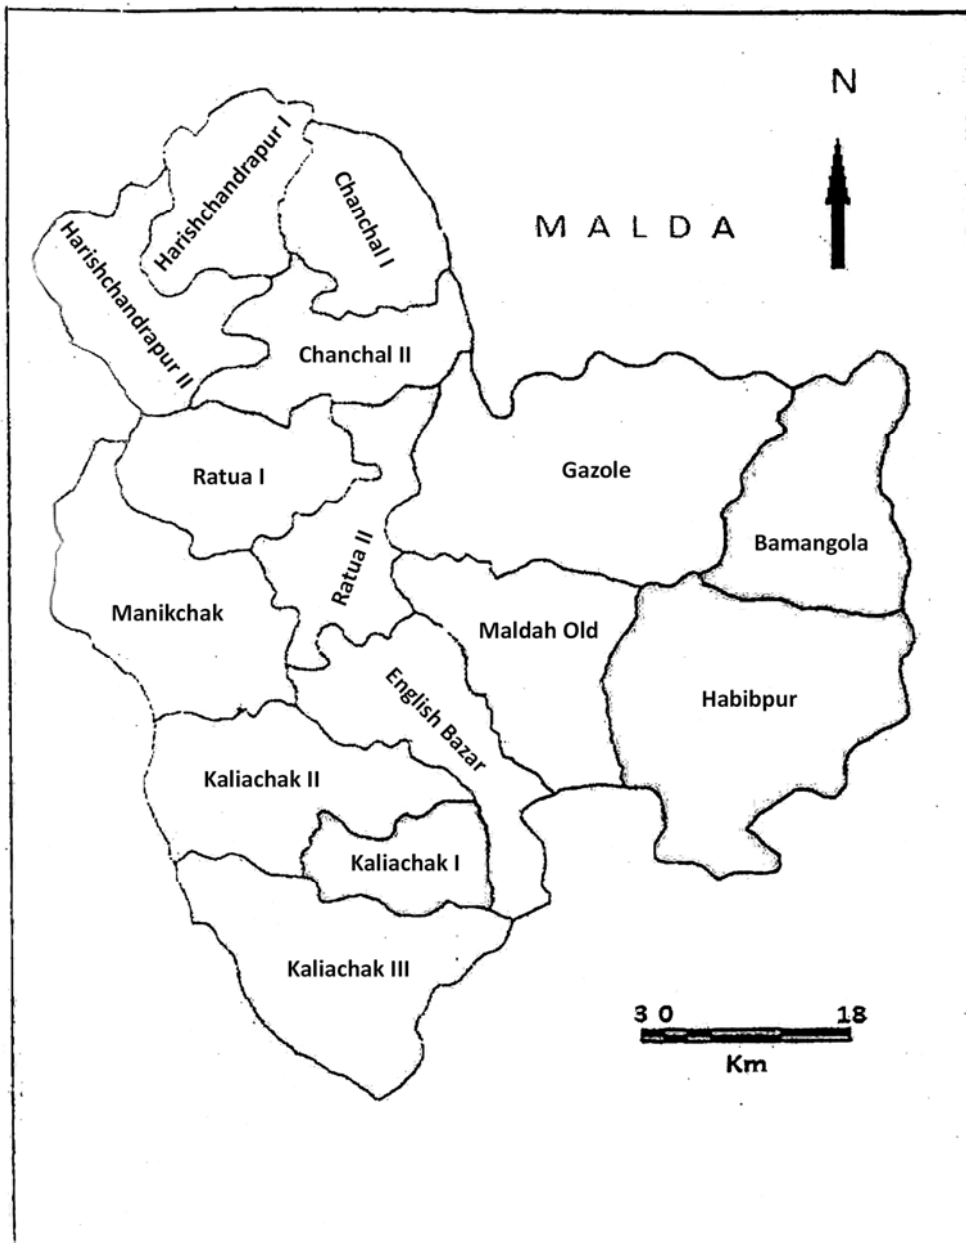 N
MALDA
Harishchandrapur I
Chanchal I
Harishchandrapur II
Chanchal II
Ratua I
Gazole
Bamangola
Ratua II
Manikchak
Maldah Old
Habibpur
English Bazar
Kaliachak II
Kaliachak I
Kaliachak III
3 0 18
Km